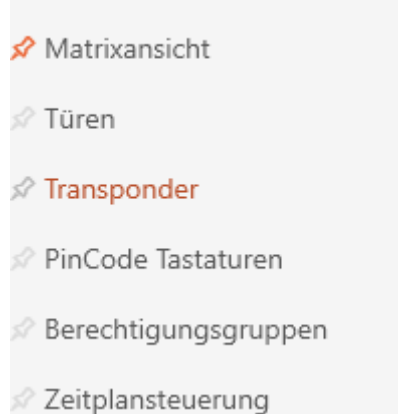 Matrixansicht
Türen
Transponder
PinCode Tastaturen
Berechtigungsgruppen
Zeitplansteuerung